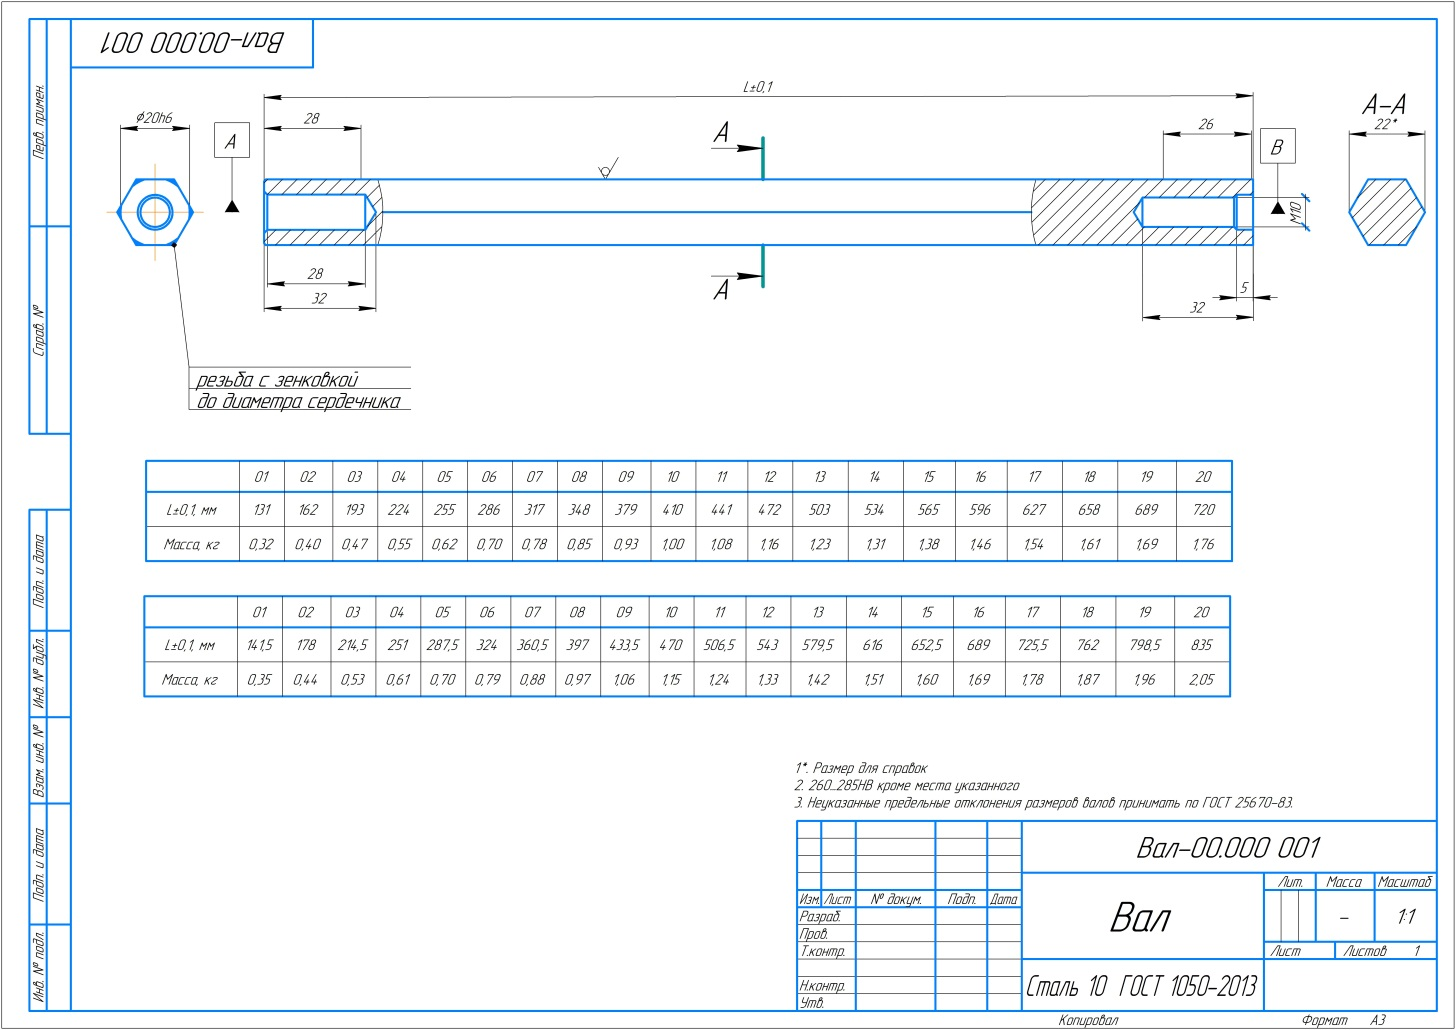 Вал-00.000 001
Перв. примен.
Справ. №
Подп. и дата
Инв. № дубл.
Взам. инв. №
Подп. и дата
Инв. № подл.
L±0,1
А-А
ϕ20h6
28
А
26
22*
А
В
М10
28
32
А
5
32
резьба с зенковкой
до диаметра сердечника
01 02 03 04 05 06 07 08 09 10 11 12 13 14 15 16 17 18 19 20
L±0,1, мм 131 162 193 224 255 286 317 348 379 410 441 472 503 534 565 596 627 658 689 720
Масса, кг 0,32 0,40 0,47 0,55 0,62 0,70 0,78 0,85 0,93 1,00 1,08 1,16 1,23 1,31 1,38 1,46 1,54 1,61 1,69 1,76
01 02 03 04 05 06 07 08 09 10 11 12 13 14 15 16 17 18 19 20
L±0,1, мм 141,5 178 214,5 251 287,5 324 360,5 397 433,5 470 506,5 543 579,5 616 652,5 689 725,5 762 798,5 835
Масса, кг 0,35 0,44 0,53 0,61 0,70 0,79 0,88 0,97 1,06 1,15 1,24 1,33 1,42 1,51 1,60 1,69 1,78 1,87 1,96 2,05
1*. Размер для справок
2. 260...285НВ кроме места указанного
3. Неуказанные предельные отклонения размеров валов принимать по ГОСТ 25670-83.
Вал-00.000 001
Изм. Лист № докум. Подп. Дата
Разраб.
Пров.
Т.контр.
Н.контр.
Утв.
Вал
Лит. Масса Масштаб
– 1:1
Лист Листов 1
Сталь 10 ГОСТ 1050-2013
Копировал Формат А3